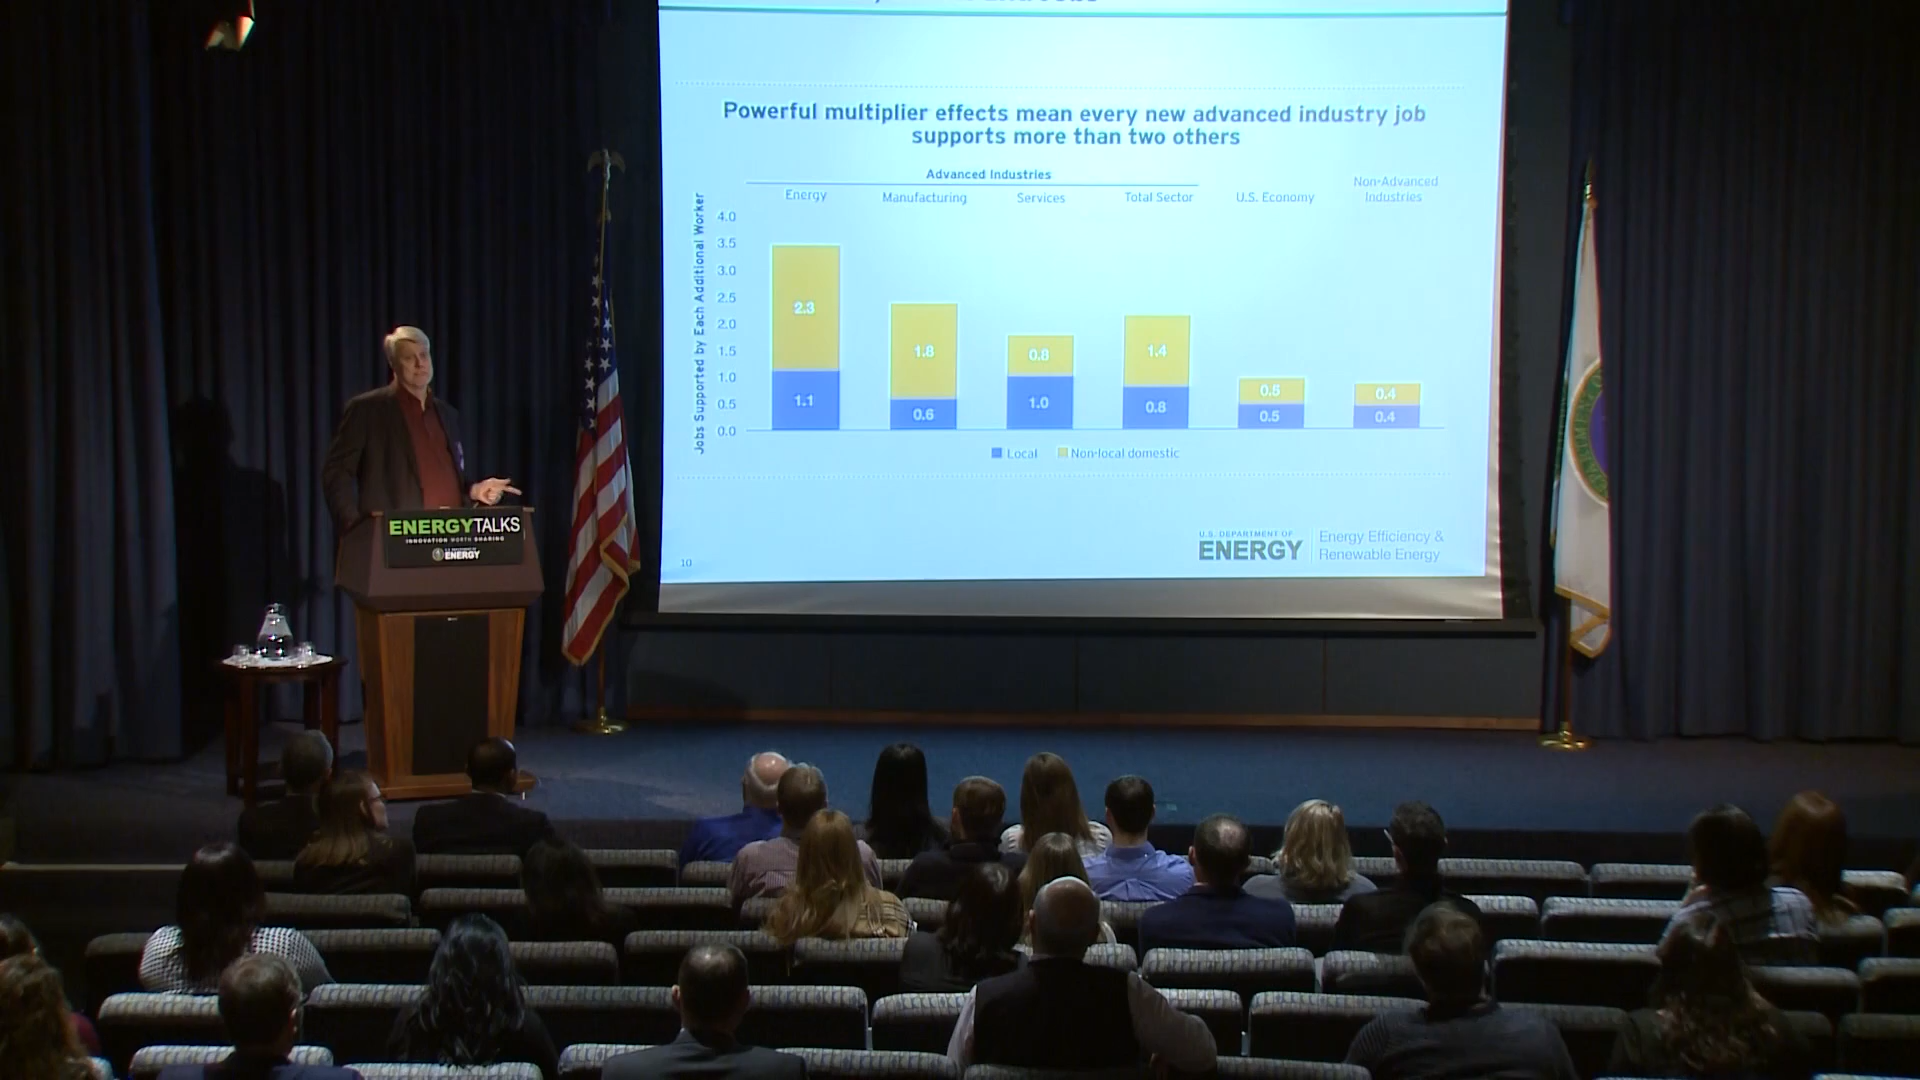 and Jobs
Powerful multiplier effects mean every new advanced industry job
supports more than two others
Advanced Industries
Energy
Manufacturing
Services
Total Sector
U.S. Economy
Non-Advanced
Industries
Jobs Supported by Each Additional Worker
4.0
3.5
3.0
2.5
2.0
1.5
1.0
0.5
0.0
2.3
1.8
0.8
1.4
0.5
0.4
1.1
0.6
1.0
0.8
0.5
0.4
Local
Non-local domestic
10
U.S. DEPARTMENT OF
ENERGY
Energy Efficiency &
Renewable Energy
ENERGYTALKS
INNOVATION WORTH SHARING
U.S. DEPARTMENT OF
ENERGY